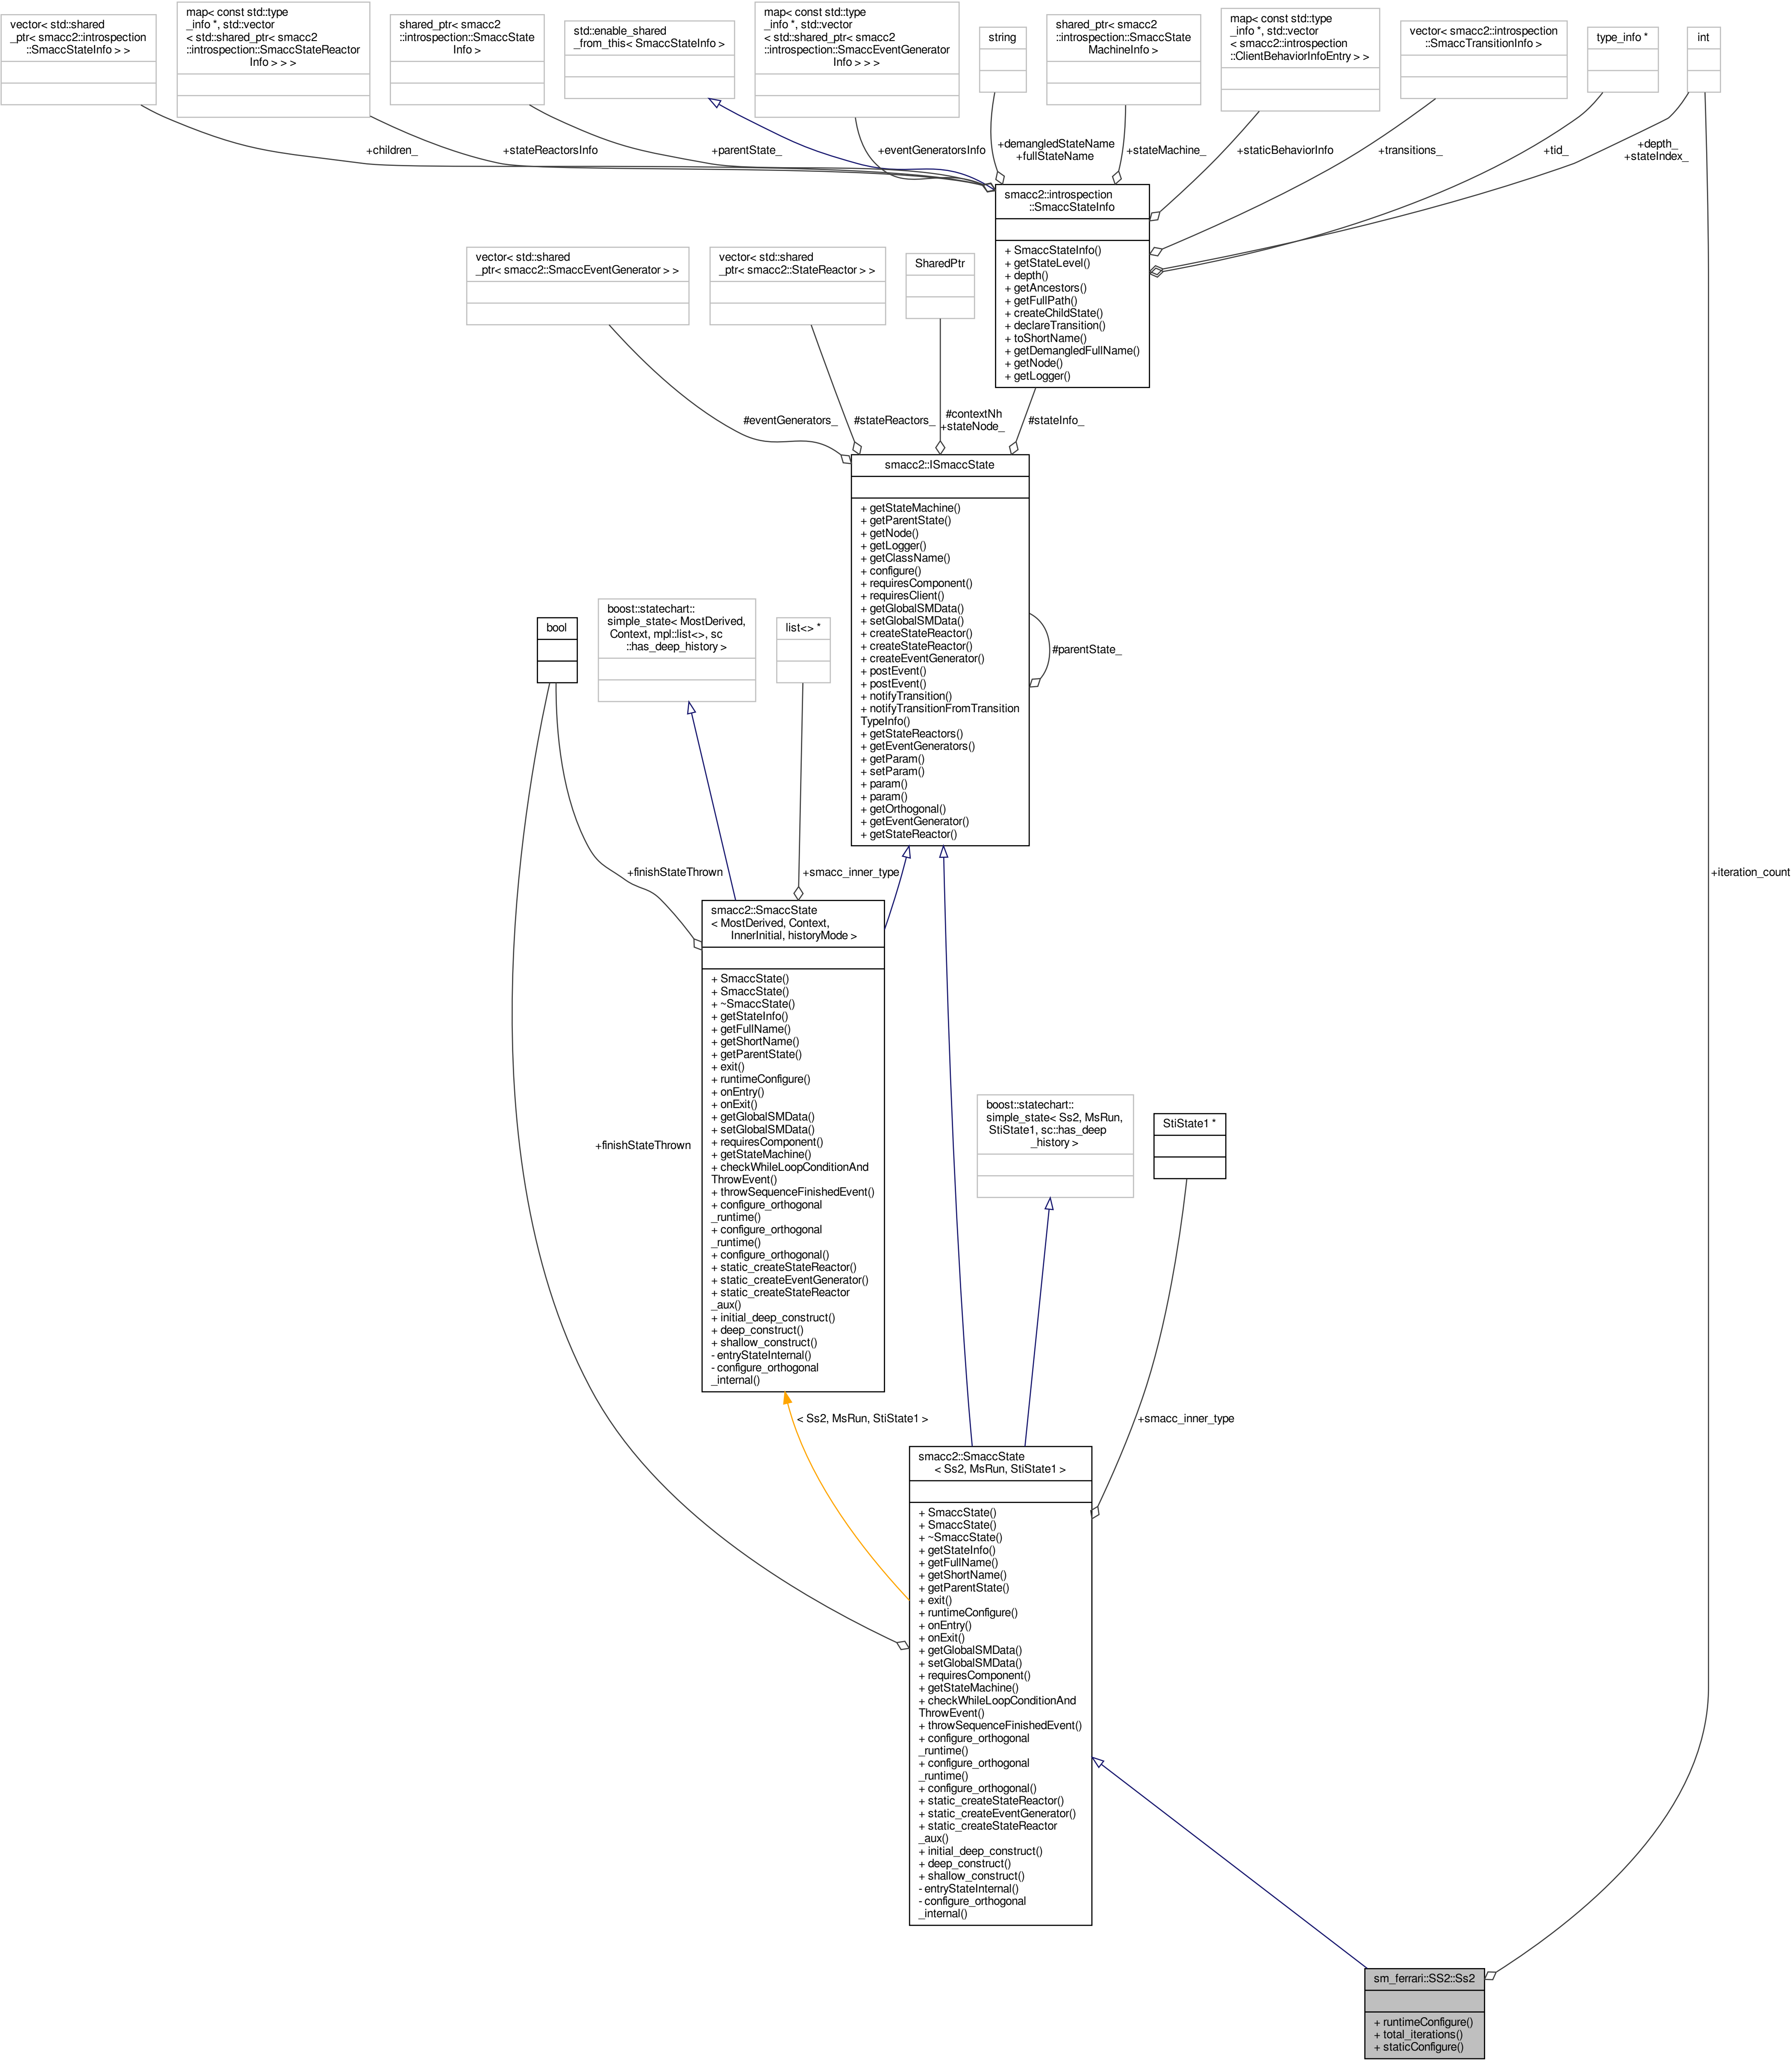 vector< std::shared
_ptr< smacc2::introspection
::SmaccStateInfo > >
map< const std::type
_info *, std::vector
< std::shared_ptr< smacc2
::introspection::SmaccStateReactor
Info > > >
shared_ptr< smacc2
::introspection::SmaccState
Info >
std::enable_shared
_from_this< SmaccStateInfo >
map< const std::type
_info *, std::vector
< std::shared_ptr< smacc2
::introspection::SmaccEventGenerator
Info > > >
string
shared_ptr< smacc2
::introspection::SmaccState
MachineInfo >
map< const std::type
_info *, std::vector
< smacc2::introspection
::ClientBehaviorInfoEntry > >
vector< smacc2::introspection
::SmaccTransitionInfo >
type_info *
int
+children_
+stateReactorsInfo
+parentState_
+eventGeneratorsInfo
+demangledStateName
+fullStateName
+stateMachine_
+staticBehaviorInfo
+transitions_
+tid_
+depth_
+stateIndex_
smacc2::introspection
::SmaccStateInfo
+ SmaccStateInfo()
+ getStateLevel()
+ depth()
+ getAncestors()
+ getFullPath()
+ createChildState()
+ declareTransition()
+ toShortName()
+ getDemangledFullName()
+ getNode()
+ getLogger()
vector< std::shared
_ptr< smacc2::SmaccEventGenerator > >
vector< std::shared
_ptr< smacc2::StateReactor > >
SharedPtr
#eventGenerators_
#stateReactors_
#contextNh
+stateNode_
#stateInfo_
smacc2::ISmaccState
+ getStateMachine()
+ getParentState()
+ getNode()
+ getLogger()
+ getClassName()
+ configure()
+ requiresComponent()
+ requiresClient()
+ getGlobalSMData()
+ setGlobalSMData()
+ createStateReactor()
+ createStateReactor()
+ createEventGenerator()
+ postEvent()
+ postEvent()
+ notifyTransition()
+ notifyTransitionFromTransition
TypeInfo()
+ getStateReactors()
+ getEventGenerators()
+ getParam()
+ setParam()
+ param()
+ param()
+ getOrthogonal()
+ getEventGenerator()
+ getStateReactor()
#parentState_
bool
boost::statechart::
simple_state< MostDerived,
Context, mpl::list<>, sc
::has_deep_history >
list<> *
+finishStateThrown
+smacc_inner_type
+iteration_count
smacc2::SmaccState
< MostDerived, Context,
InnerInitial, historyMode >
+ SmaccState()
+ SmaccState()
+ ~SmaccState()
+ getStateInfo()
+ getFullName()
+ getShortName()
+ getParentState()
+ exit()
+ runtimeConfigure()
+ onEntry()
+ onExit()
+ getGlobalSMData()
+ setGlobalSMData()
+ requiresComponent()
+ getStateMachine()
+ checkWhileLoopConditionAnd
ThrowEvent()
+ throwSequenceFinishedEvent()
+ configure_orthogonal
_runtime()
+ configure_orthogonal
_runtime()
+ configure_orthogonal()
+ static_createStateReactor()
+ static_createEventGenerator()
+ static_createStateReactor
_aux()
+ initial_deep_construct()
+ deep_construct()
+ shallow_construct()
- entryStateInternal()
- configure_orthogonal
_internal()
+finishStateThrown
boost::statechart::
simple_state< Ss2, MsRun,
StiState1, sc::has_deep
_history >
StiState1 *
< Ss2, MsRun, StiState1 >
+smacc_inner_type
smacc2::SmaccState
< Ss2, MsRun, StiState1 >
+ SmaccState()
+ SmaccState()
+ ~SmaccState()
+ getStateInfo()
+ getFullName()
+ getShortName()
+ getParentState()
+ exit()
+ runtimeConfigure()
+ onEntry()
+ onExit()
+ getGlobalSMData()
+ setGlobalSMData()
+ requiresComponent()
+ getStateMachine()
+ checkWhileLoopConditionAnd
ThrowEvent()
+ throwSequenceFinishedEvent()
+ configure_orthogonal
_runtime()
+ configure_orthogonal
_runtime()
+ configure_orthogonal()
+ static_createStateReactor()
+ static_createEventGenerator()
+ static_createStateReactor
_aux()
+ initial_deep_construct()
+ deep_construct()
+ shallow_construct()
- entryStateInternal()
- configure_orthogonal
_internal()
sm_ferrari::SS2::Ss2
+ runtimeConfigure()
+ total_iterations()
+ staticConfigure()